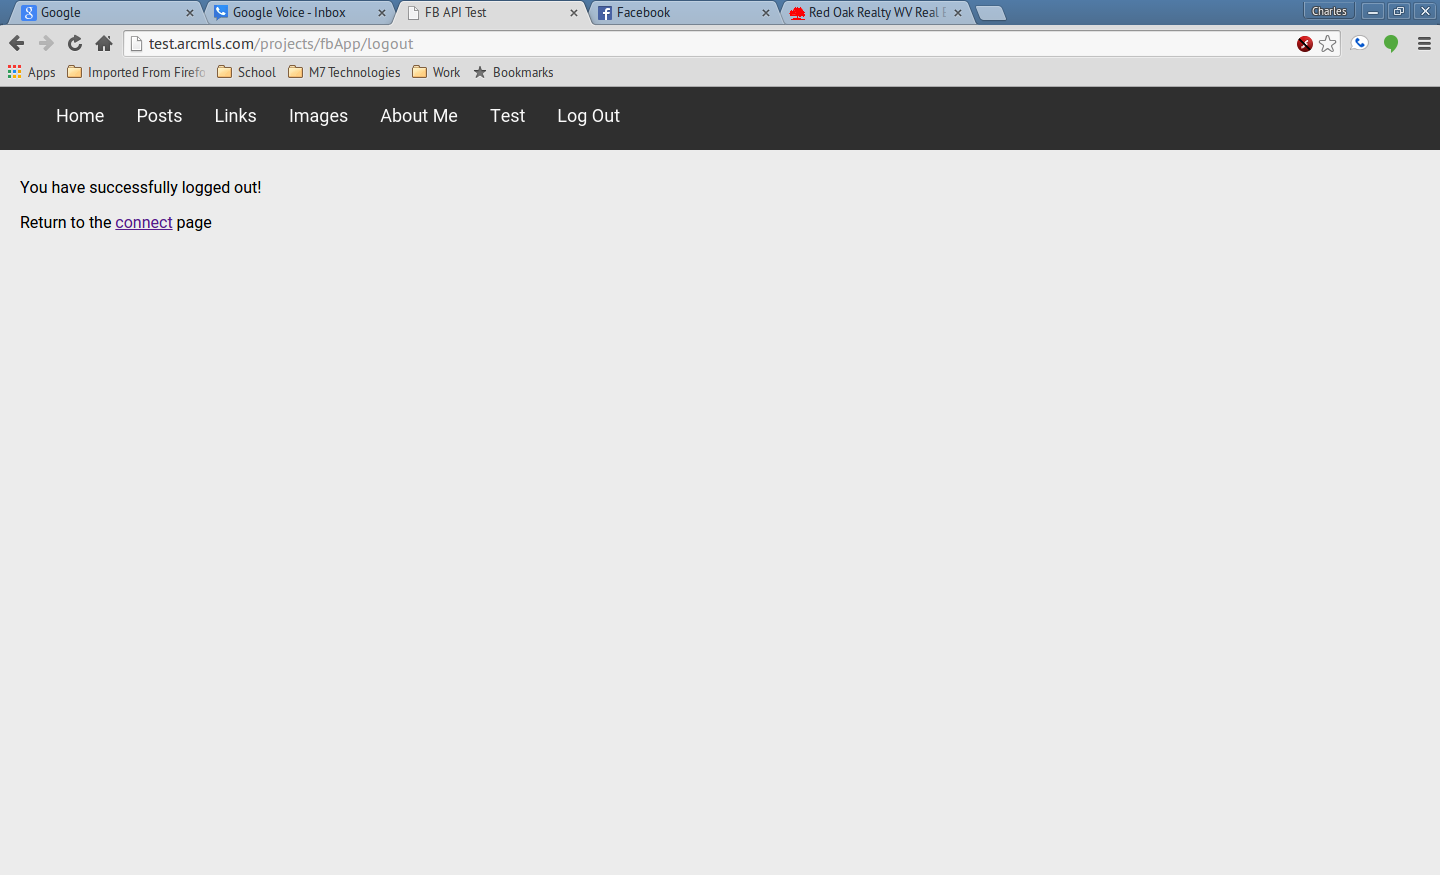 Google
Google Voice - Inbox
FB API Test
Facebook
Red Oak Realty WV Real
Charles
test.arcmls.com/projects/fbApp/logout
Apps
Imported From Firefo
School
M7 Technologies
Work
Bookmarks
Home
Posts
Links
Images
About Me
Test
Log Out
You have successfully logged out!
Return to the connect page